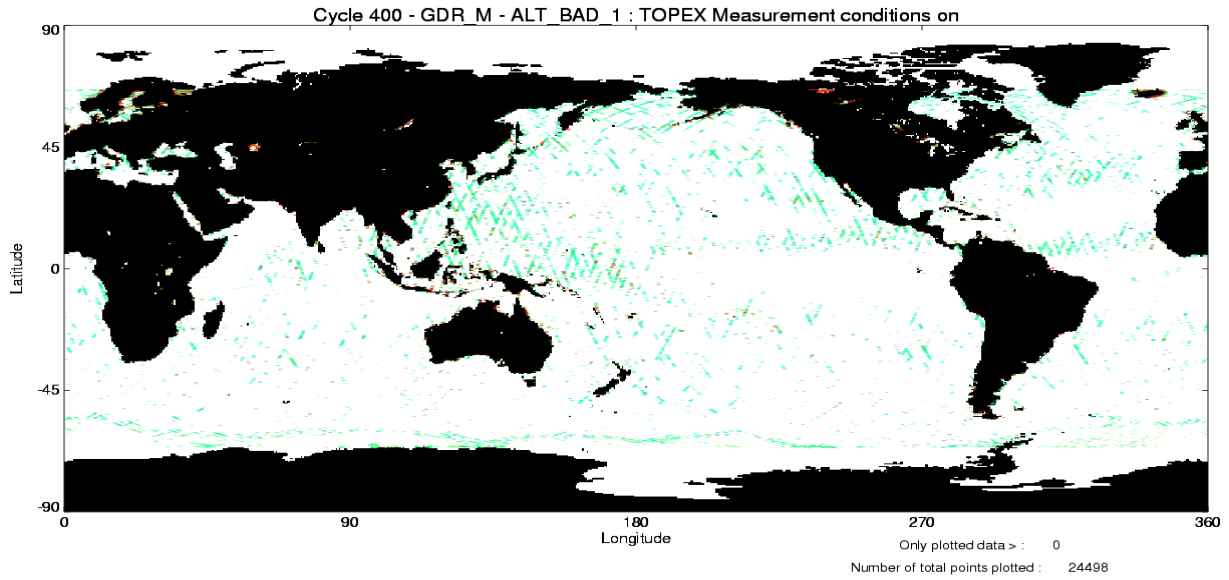 Cycle 400 - GDR_M - ALT_BAD_1 : TOPEX Measurement conditions on
90
45
0
-45
-90
Latitude
0 90 180 270 360
Longitude
Only plotted data > : 0
Number of total points plotted : 24498